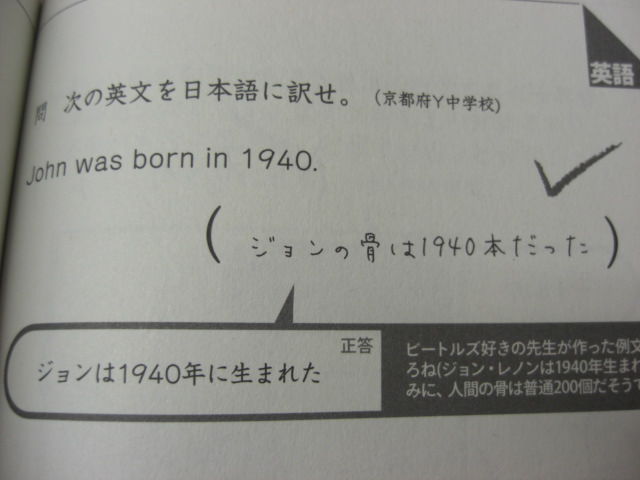 英語
問 次の英文を日本語に訳せ。 (京都府Y中学校)
John was born in 1940.
(ジョンの骨は1940本だった)
正答
ジョンは1940年に生まれた
ビートルズ好きの先生が作った例文
ろね(ジョン・レノンは1940年生まれ
みに、人間の骨は普通200個だそうで